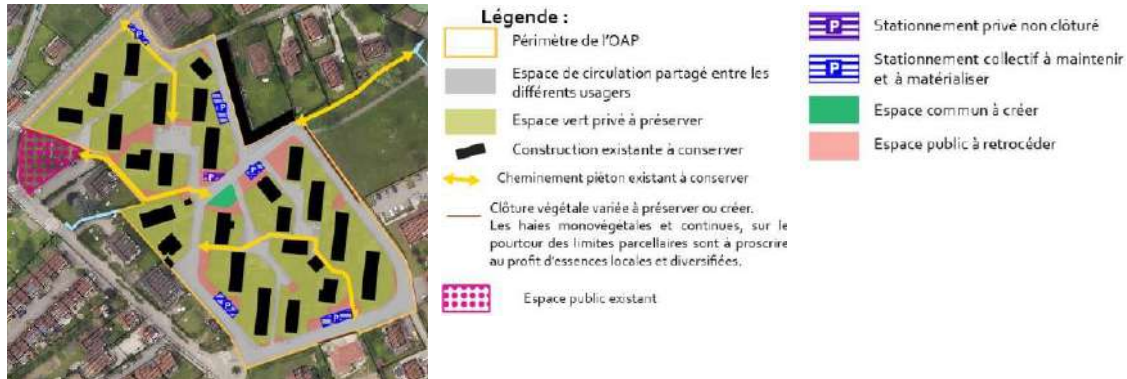 Légende :
Périmètre de l'OAP
Espace de circulation partagé entre les
différents usagers
Espace vert privé à préserver
Construction existante à conserver
Cheminement piéton existant à conserver
Clôture végétale variée à préserver ou créer.
Les haies monovégétales et continues, sur le
pourtour des limites parcellaires sont à proscrire
au profit d'essences locales et diversifiées.
Espace public existant
P Stationnement privé non clôturé
P Stationnement collectif à maintenir
et à matérialiser
Espace commun à créer
Espace public à retrocéder
P
P
P
P
P
P